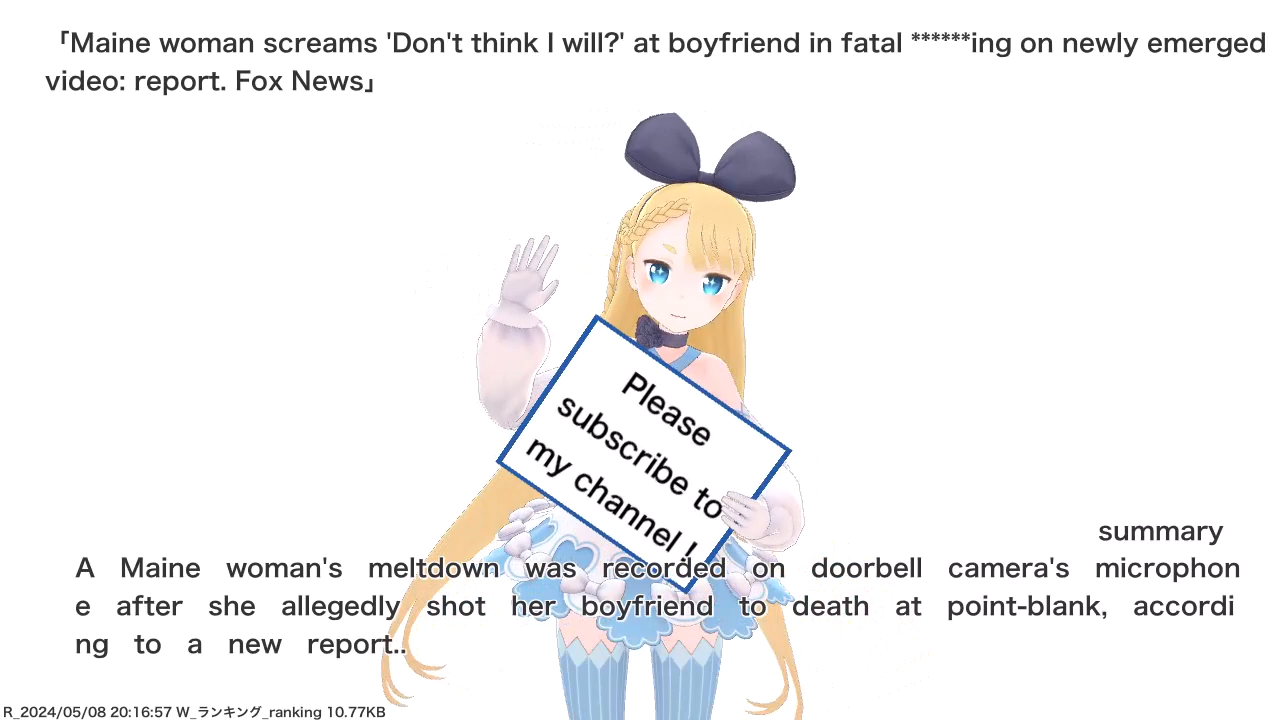 「Maine woman screams 'Don't think I will?' at boyfriend in fatal ******ing on newly emerged
video: report. Fox News」
Please
subscribe to
my channel !
summary
A Maine woman's meltdown was recorded on doorbell camera's microphon
e after she allegedly shot her boyfriend to death at point-blank, accordi
ng to a new report..
R_2024/05/08 20:16:57 W_ランキング_ranking 10.77KB